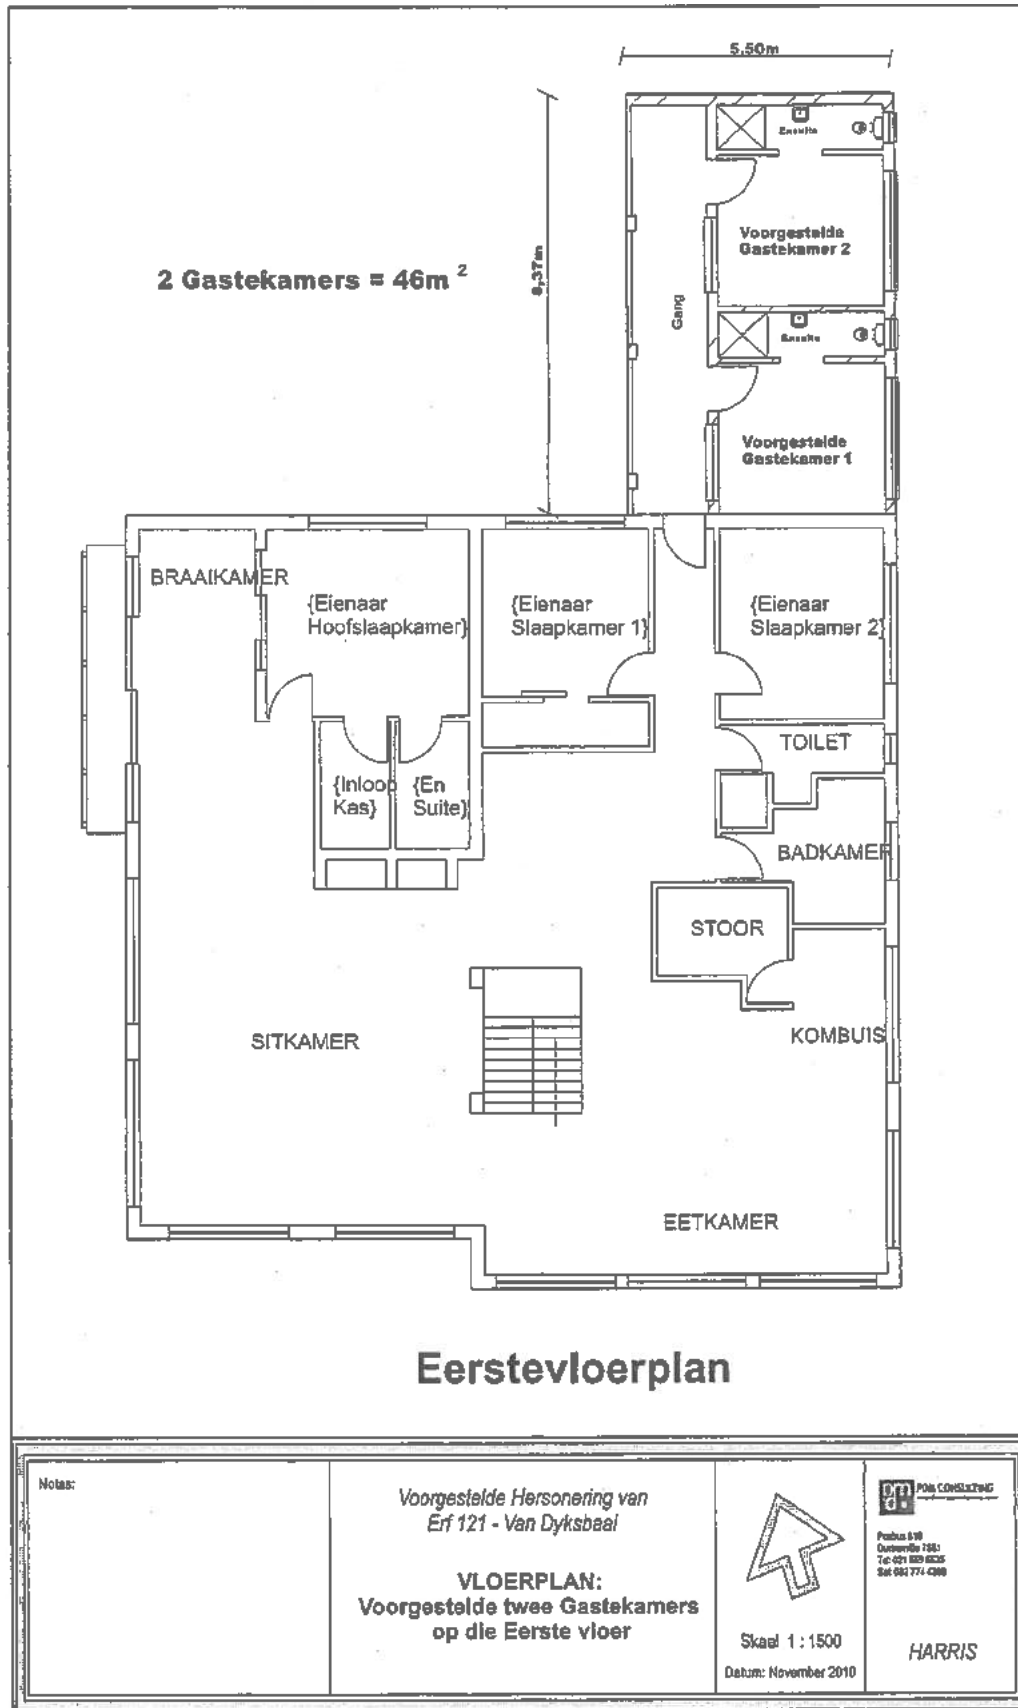 5,50m
Ensuite
Voorgestelde
Gastekamer 2
2 Gastekamers = 46m ²
8,37m
Gang
Ensuite
Voorgestelde
Gastekamer 1
BRAAIKAMER
{Eienaar
Hoofslaapkamer}
{Eienaar
Slaapkamer 1}
{Eienaar
Slaapkamer 2}
TOILET
{Inloop
Kas}
{En
Suite}
BADKAMER
STOOR
SITKAMER
KOMBUIS
EETKAMER
Eerstevloerplan
Notas:
Voorgestelde Hersonering van
Erf 121 - Van Dyksbaai
VLOERPLAN:
Voorgestelde twee Gastekamers
op die Eerste vloer
Skaal 1 : 1500
Datum: November 2010
CONSULTING
HARRIS